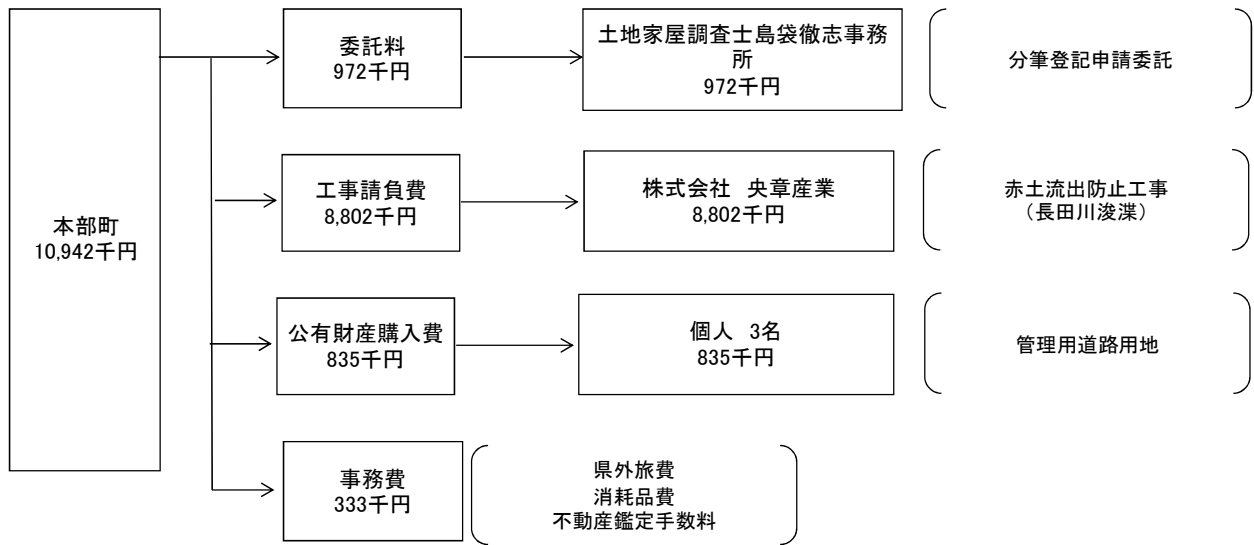 本部町
10,942千円
委託料
972千円
土地家屋調査士島袋徹志事務
所
972千円
分筆登記申請委託
工事請負費
8,802千円
株式会社 央章産業
8,802千円
赤土流出防止工事
（長田川浚渫）
公有財産購入費
835千円
個人 3名
835千円
管理用道路用地
事務費
333千円
県外旅費
消耗品費
不動産鑑定手数料